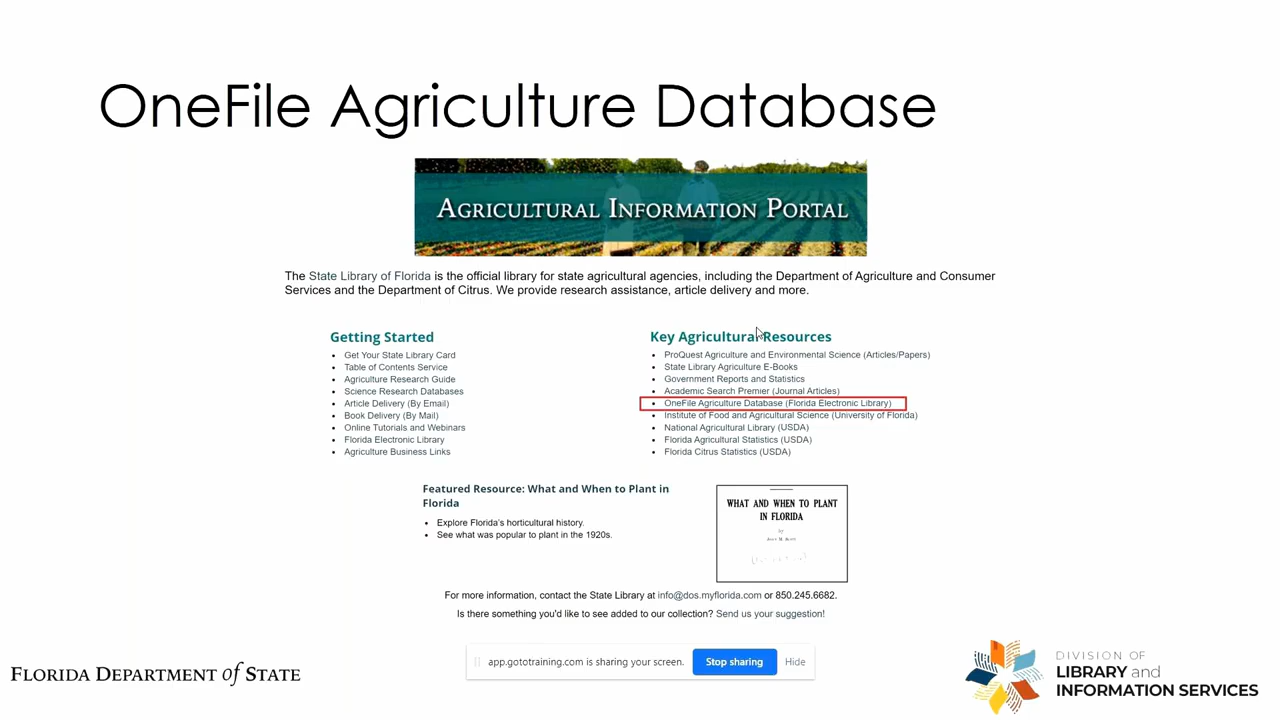 OneFile Agriculture Database
AGRICULTURAL INFORMATION PORTAL
The State Library of Florida is the official library for state agricultural agencies, including the Department of Agriculture and Consumer
Services and the Department of Citrus. We provide research assistance, article delivery and more.
Getting Started
• Get Your State Library Card
• Table of Contents Service
• Agriculture Research Guide
• Science Research Databases
• Article Delivery (By Email)
• Book Delivery (By Mail)
• Online Tutorials and Webinars
• Florida Electronic Library
• Agriculture Business Links
Key Agricultural Resources
• ProQuest Agriculture and Environmental Science (Articles/Papers)
• State Library Agriculture E-Books
• Government Reports and Statistics
• Academic Search Premier (Journal Articles)
• OneFile Agriculture Database (Florida Electronic Library)
• Institute of Food and Agricultural Science (University of Florida)
• National Agricultural Library (USDA)
• Florida Agricultural Statistics (USDA)
• Florida Citrus Statistics (USDA)
Featured Resource: What and When to Plant in
Florida
• Explore Florida's horticultural history.
• See what was popular to plant in the 1920s.
WHAT AND WHEN TO PLANT
IN FLORIDA
by
For more information, contact the State Library at info@dos.myflorida.com or 850.245.6682.
Is there something you'd like to see added to our collection? Send us your suggestion!
app.gototraining.com is sharing your screen.
Stop sharing
Hide
FLORIDA DEPARTMENT of STATE
DIVISION OF
LIBRARY and
INFORMATION SERVICES